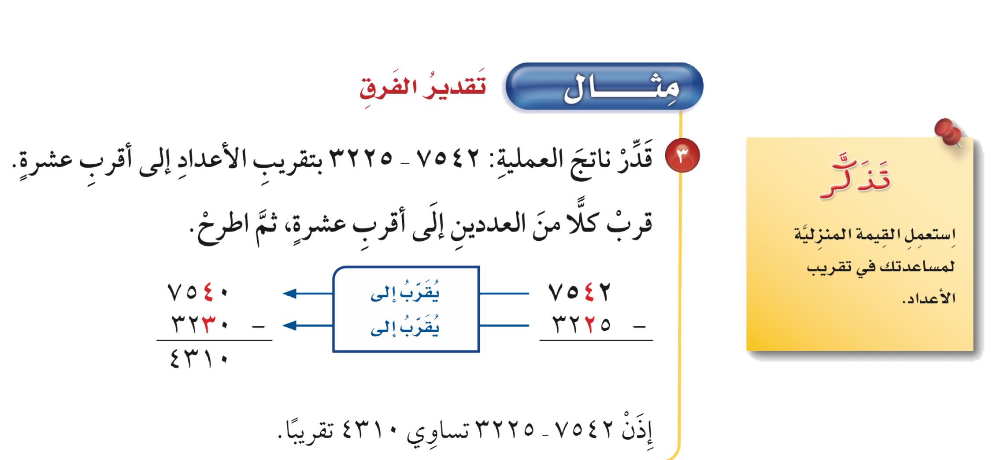 مِثــــال تَقديرُ الفَرقِ
٣ قَدِّرْ ناتجَ العمليةِ: ٧٥٤٢ - ٣٢٢٥ بتقريبِ الأعدادِ إلى أقربِ عشرةٍ.
قربْ كلًّا منَ العددينِ إلَى أقربِ عشرةٍ، ثمَّ اطرحْ.
٧٥٤٢ يُقَرّبُ إلى ٧٥٤٠
- ٣٢٢٥ يُقَرّبُ إلى - ٣٢٣٠
٤٣١٠
إِذَنْ ٧٥٤٢ - ٣٢٢٥ تساوِي ٤٣١٠ تقريبًا.
تَذَكَّر
اِستعمِلِ القِيمة المنزِليَّة
لمساعدتك في تقريب
الأعداد.